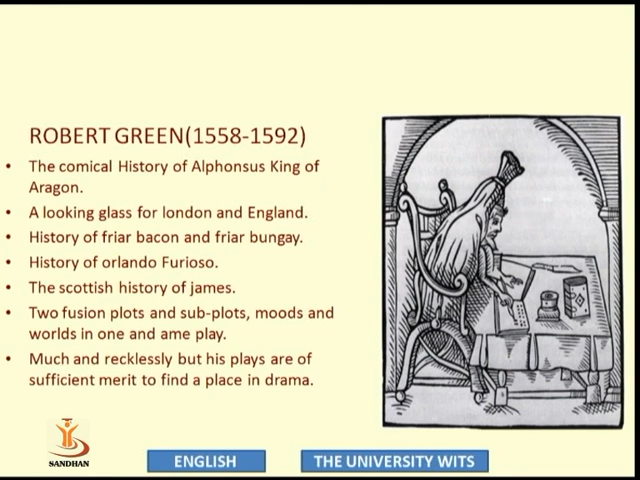 ROBERT GREEN(1558-1592)
• The comical History of Alphonsus King of
Aragon.
• A looking glass for london and England.
• History of friar bacon and friar bungay.
• History of orlando Furioso.
• The scottish history of james.
• Two fusion plots and sub-plots, moods and
worlds in one and ame play.
• Much and recklessly but his plays are of
sufficient merit to find a place in drama.
SANDHAN
ENGLISH
THE UNIVERSITY WITS